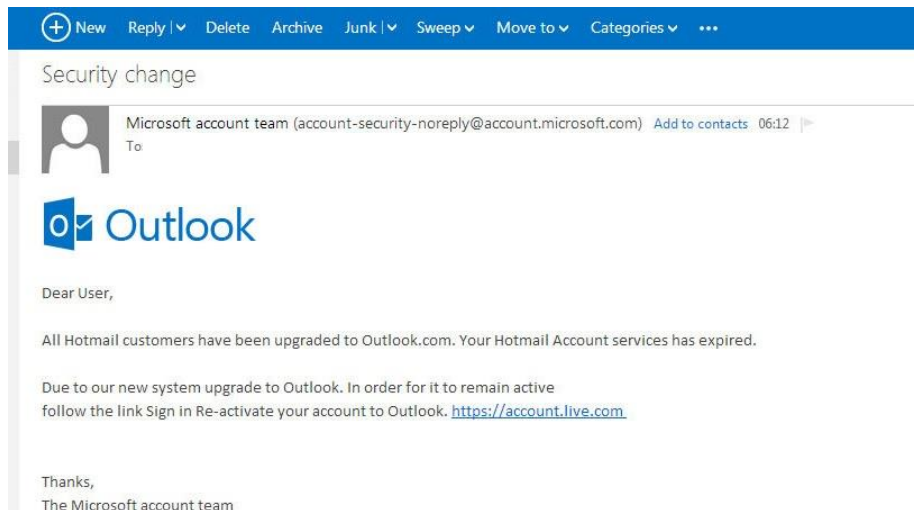 New Reply Delete Archive Junk Sweep Move to Categories •••
Security change
Microsoft account team (account-security-noreply@account.microsoft.com) Add to contacts 06:12
To
Outlook
Dear User,
All Hotmail customers have been upgraded to Outlook.com. Your Hotmail Account services has expired.
Due to our new system upgrade to Outlook. In order for it to remain active
follow the link Sign in Re-activate your account to Outlook. https://account.live.com
Thanks,
The Microsoft account team